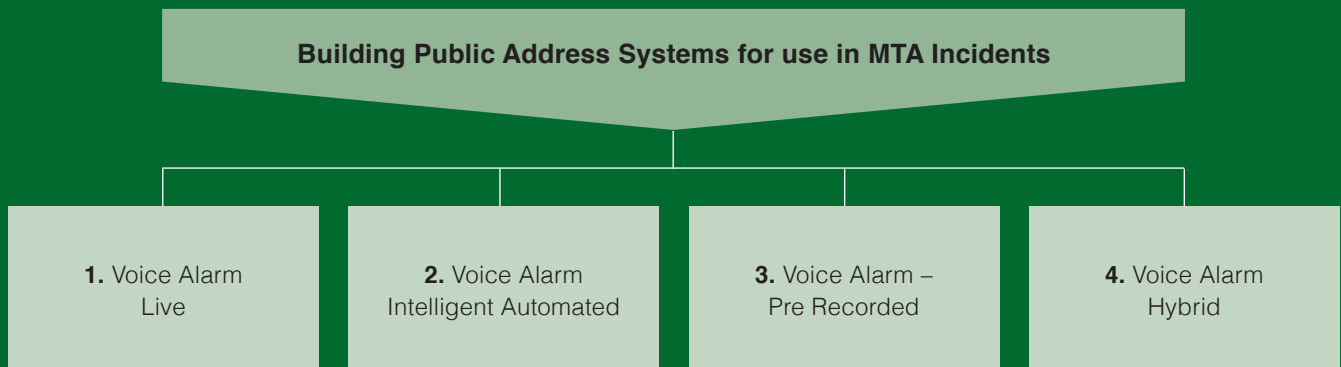 Building Public Address Systems for use in MTA Incidents
1. Voice Alarm
Live
2. Voice Alarm
Intelligent Automated
3. Voice Alarm –
Pre Recorded
4. Voice Alarm
Hybrid